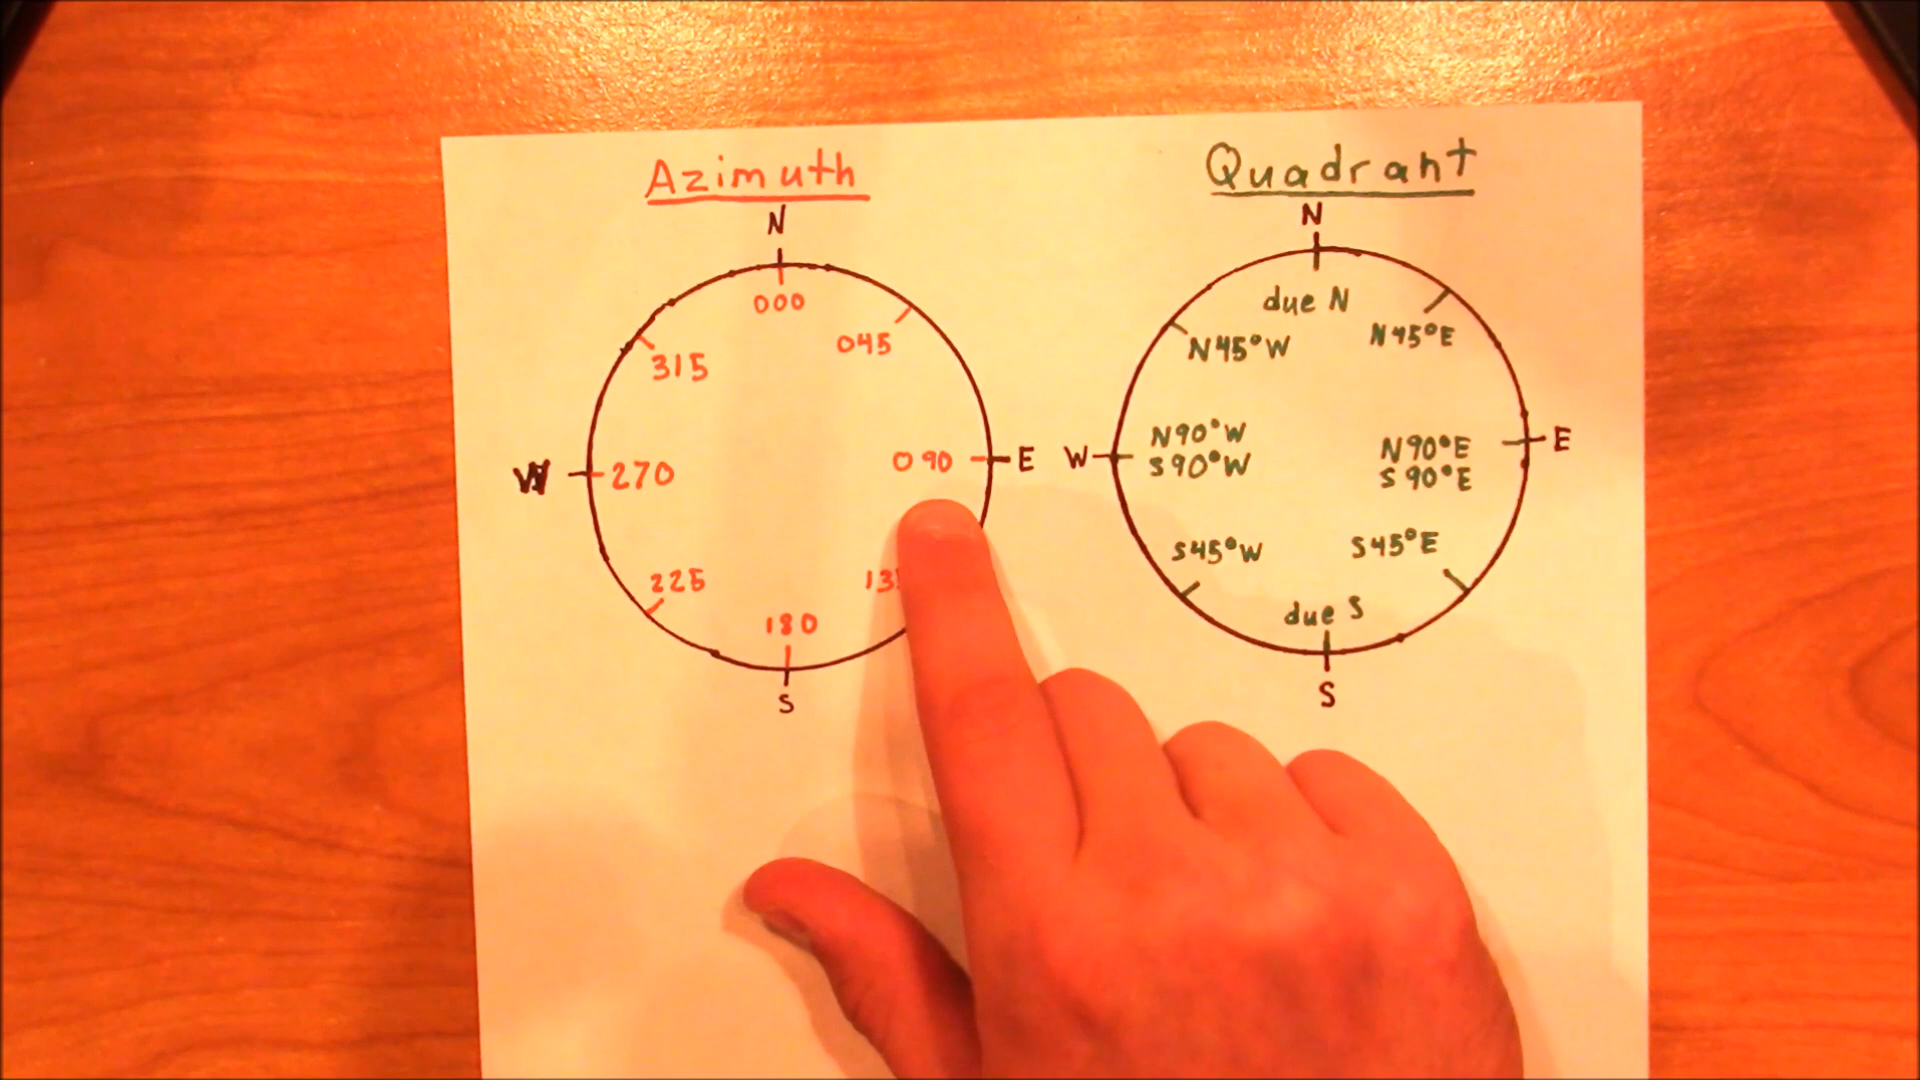 Azimuth
N
000
045
315
W
270
090
E
225
180
S
Quadrant
N
due N
N45°W
N45°E
W
N90°W
S90°W
N90°E
S90°E
E
S45°W
S45°E
due S
S